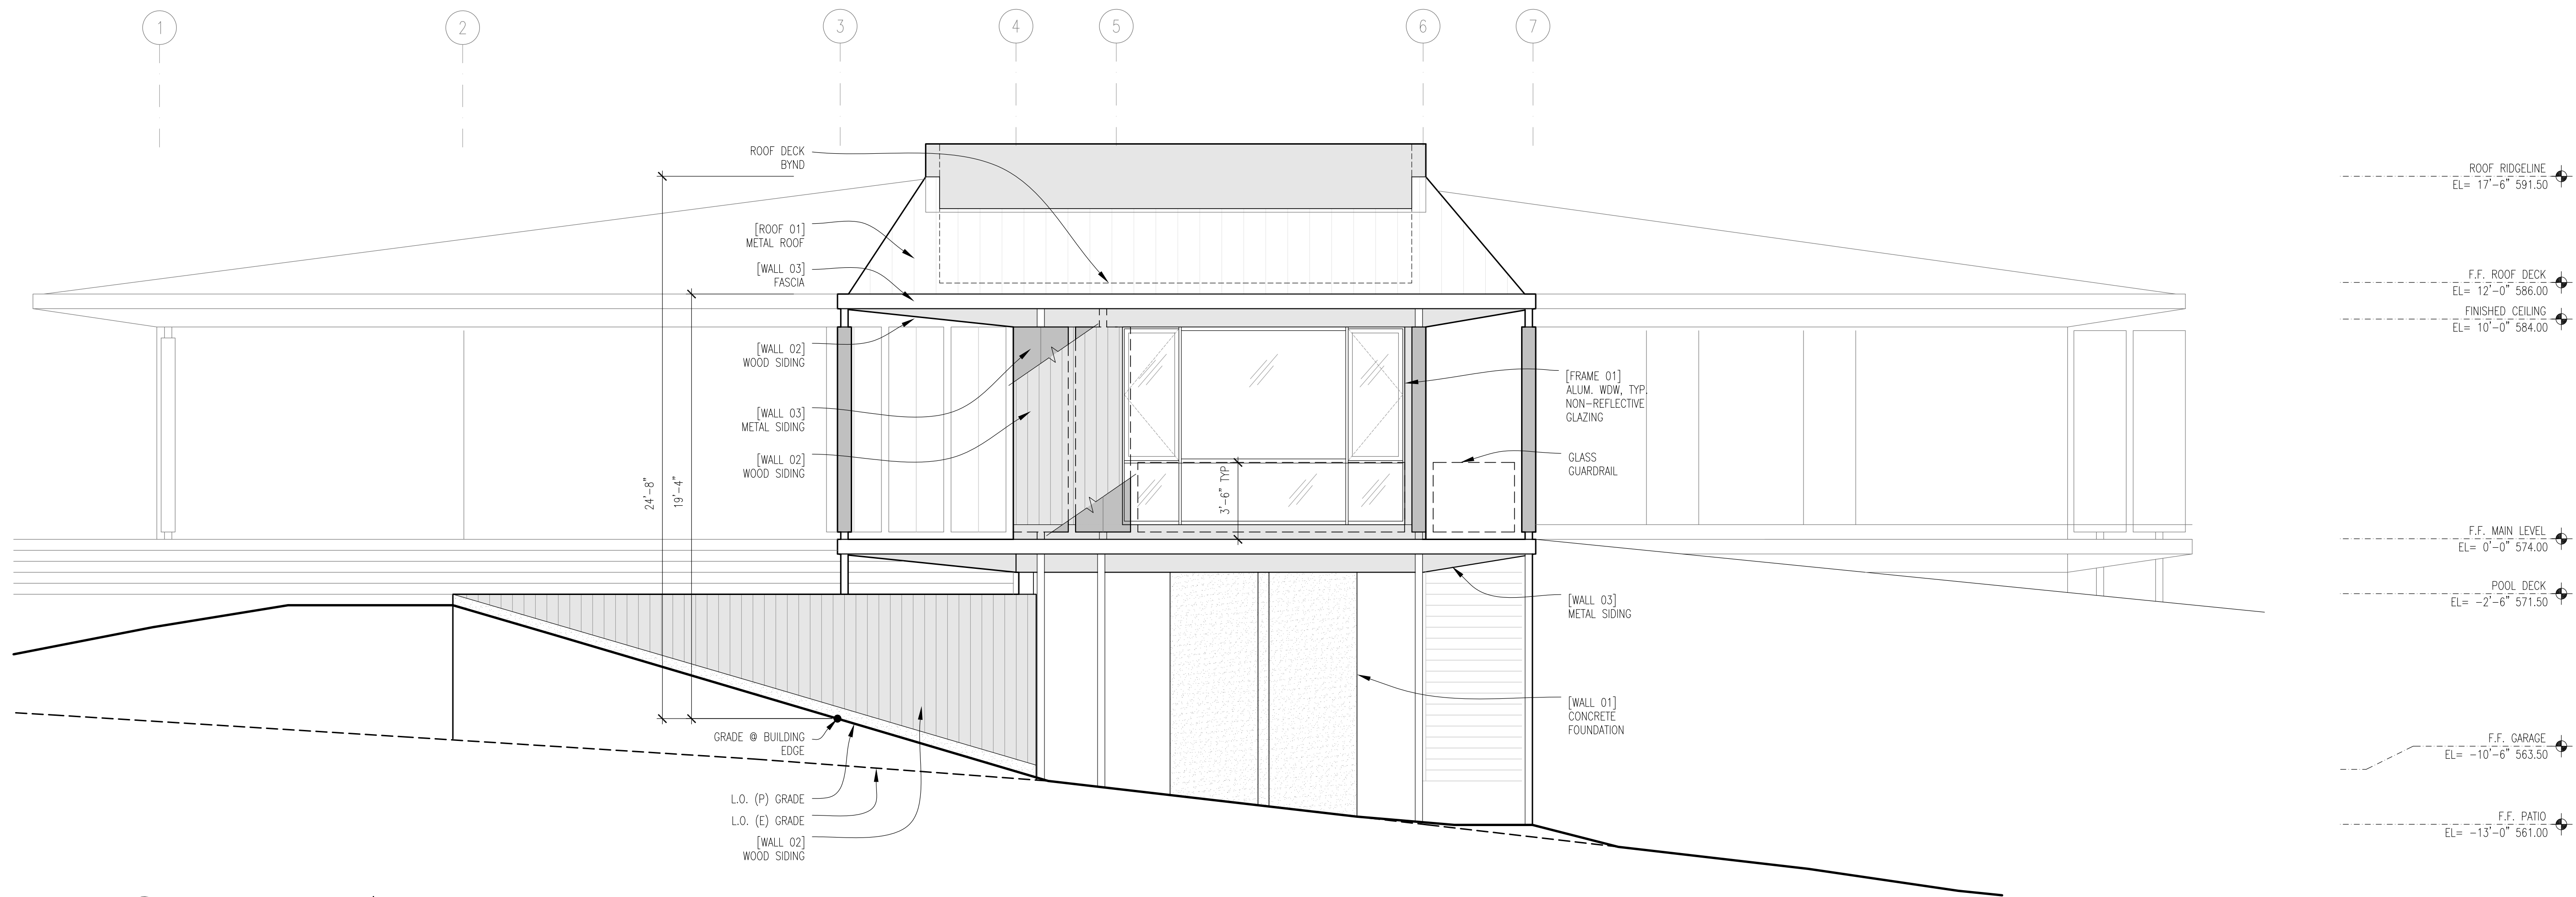 1
2
3
4
5
6
7
ROOF DECK
BYND
[ROOF 01]
METAL ROOF
[WALL 03]
FASCIA
[WALL 02]
WOOD SIDING
[WALL 03]
METAL SIDING
[WALL 02]
WOOD SIDING
24'-8"
19'-4"
3'-6" TYP.
GRADE @ BUILDING
EDGE
L.O. (P) GRADE
L.O. (E) GRADE
[WALL 02]
WOOD SIDING
[FRAME 01]
ALUM. WDW, TYP.
NON-REFLECTIVE
GLAZING
GLASS
GUARDRAIL
[WALL 03]
METAL SIDING
[WALL 01]
CONCRETE
FOUNDATION
ROOF RIDGELINE
EL= 17'-6" 591.50
F.F. ROOF DECK
EL= 12'-0" 586.00
FINISHED CEILING
EL= 10'-0" 584.00
F.F. MAIN LEVEL
EL= 0'-0" 574.00
POOL DECK
EL= -2'-6" 571.50
F.F. GARAGE
EL= -10'-6" 563.50
F.F. PATIO
EL= -13'-0" 561.00